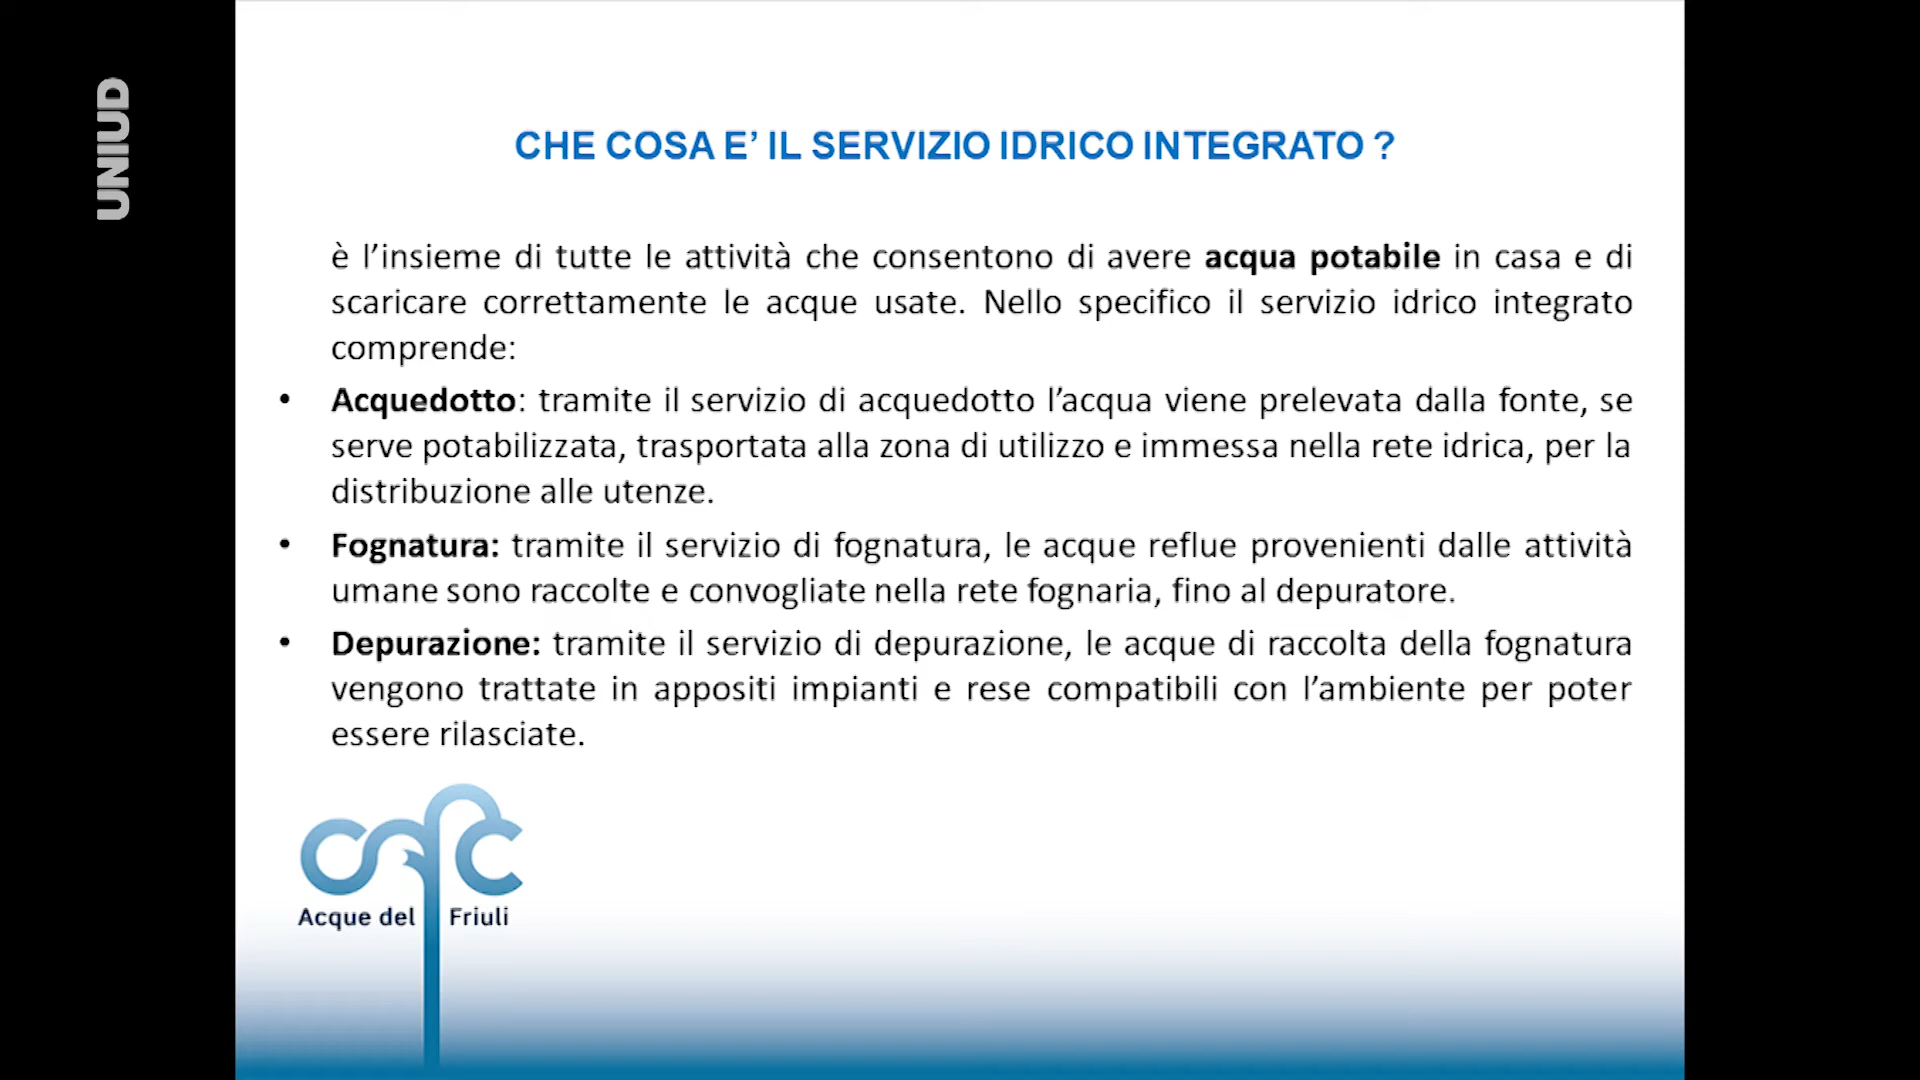 UNIUD
CHE COSA E’ IL SERVIZIO IDRICO INTEGRATO ?
è l’insieme di tutte le attività che consentono di avere acqua potabile in casa e di
scaricare correttamente le acque usate. Nello specifico il servizio idrico integrato
comprende:
• Acquedotto: tramite il servizio di acquedotto l’acqua viene prelevata dalla fonte, se
serve potabilizzata, trasportata alla zona di utilizzo e immessa nella rete idrica, per la
distribuzione alle utenze.
• Fognatura: tramite il servizio di fognatura, le acque reflue provenienti dalle attività
umane sono raccolte e convogliate nella rete fognaria, fino al depuratore.
• Depurazione: tramite il servizio di depurazione, le acque di raccolta della fognatura
vengono trattate in appositi impianti e rese compatibili con l’ambiente per poter
essere rilasciate.
cafc
Acque del Friuli